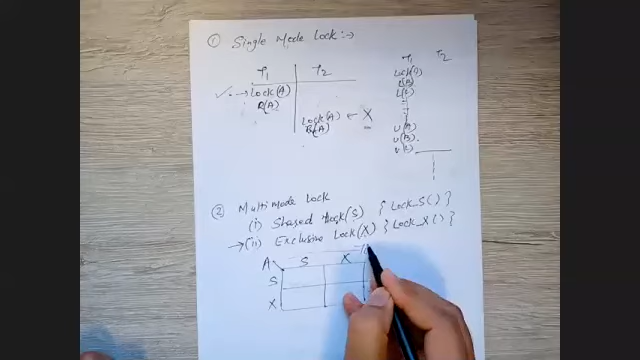 ① Single Mode Lock:→
T1 T2
✓. → Lock(A)
R(A)
Lock(A) ← X
R(A)
T1 T2
U(A)
U(B).
② Multimode Lock
(i) Shared Lock(S) {Lock_S()}
→(ii) Exclusive Lock(X) {Lock_X()}
A S X
S
X